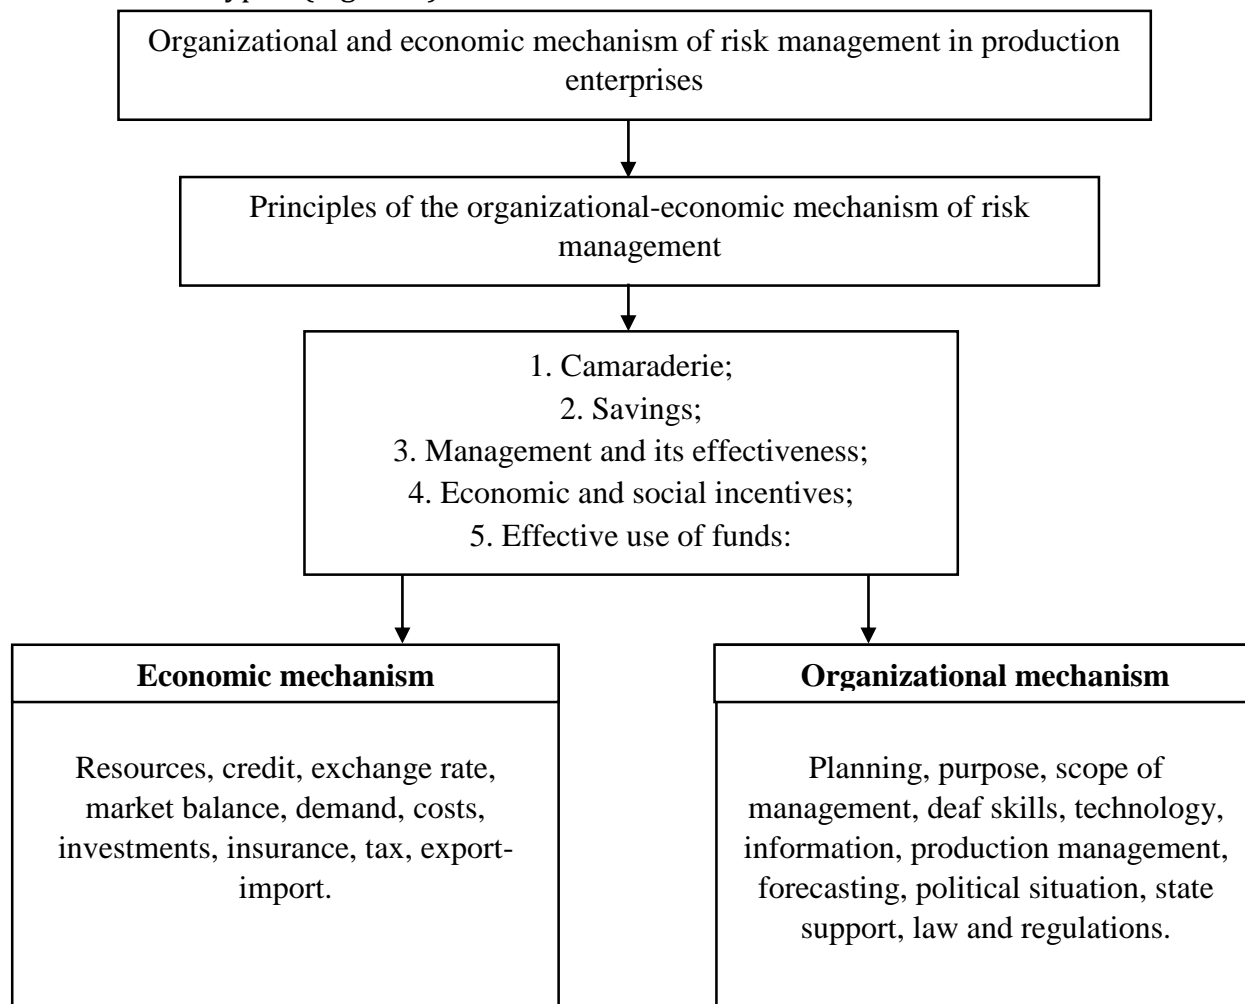 Organizational and economic mechanism of risk management in production
enterprises
Principles of the organizational-economic mechanism of risk
management
1. Camaraderie;
2. Savings;
3. Management and its effectiveness;
4. Economic and social incentives;
5. Effective use of funds:
Economic mechanism
Resources, credit, exchange rate,
market balance, demand, costs,
investments, insurance, tax, export-
import.
Organizational mechanism
Planning, purpose, scope of
management, deaf skills, technology,
information, production management,
forecasting, political situation, state
support, law and regulations.